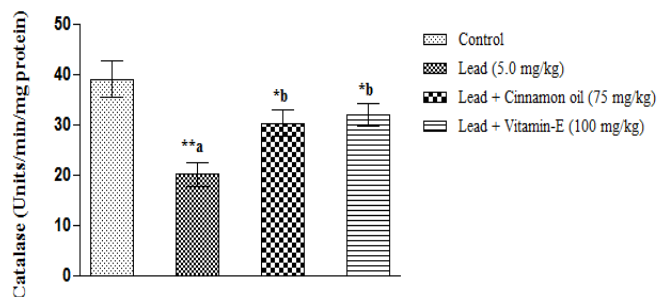 Catalase (Units/min/mg protein)
50
40
30
20
10
0
**a
*b
*b
Control
Lead (5.0 mg/kg)
Lead + Cinnamon oil (75 mg/kg)
Lead + Vitamin-E (100 mg/kg)